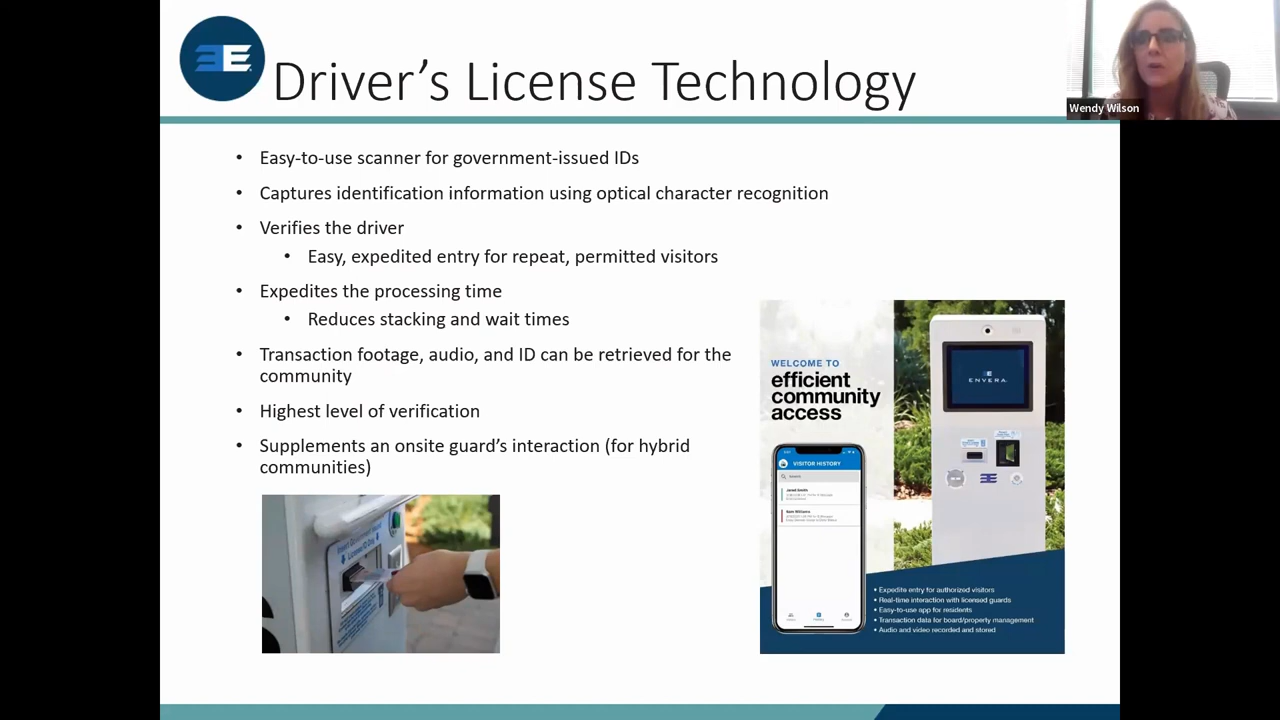 Driver's License Technology
Wendy Wilson
• Easy-to-use scanner for government-issued IDs
• Captures identification information using optical character recognition
• Verifies the driver
• Easy, expedited entry for repeat, permitted visitors
• Expedites the processing time
• Reduces stacking and wait times
• Transaction footage, audio, and ID can be retrieved for the
community
• Highest level of verification
• Supplements an onsite guard's interaction (for hybrid
communities)
WELCOME TO
efficient
community
access
ENVERA
VISITOR HISTORY
Search
Jared Smith
Sam Williams
• Expedite entry for authorized visitors
• Real-time interaction with licensed guards
• Easy-to-use app for residents
• Transaction data for board/property management
• Audio and video recorded and stored